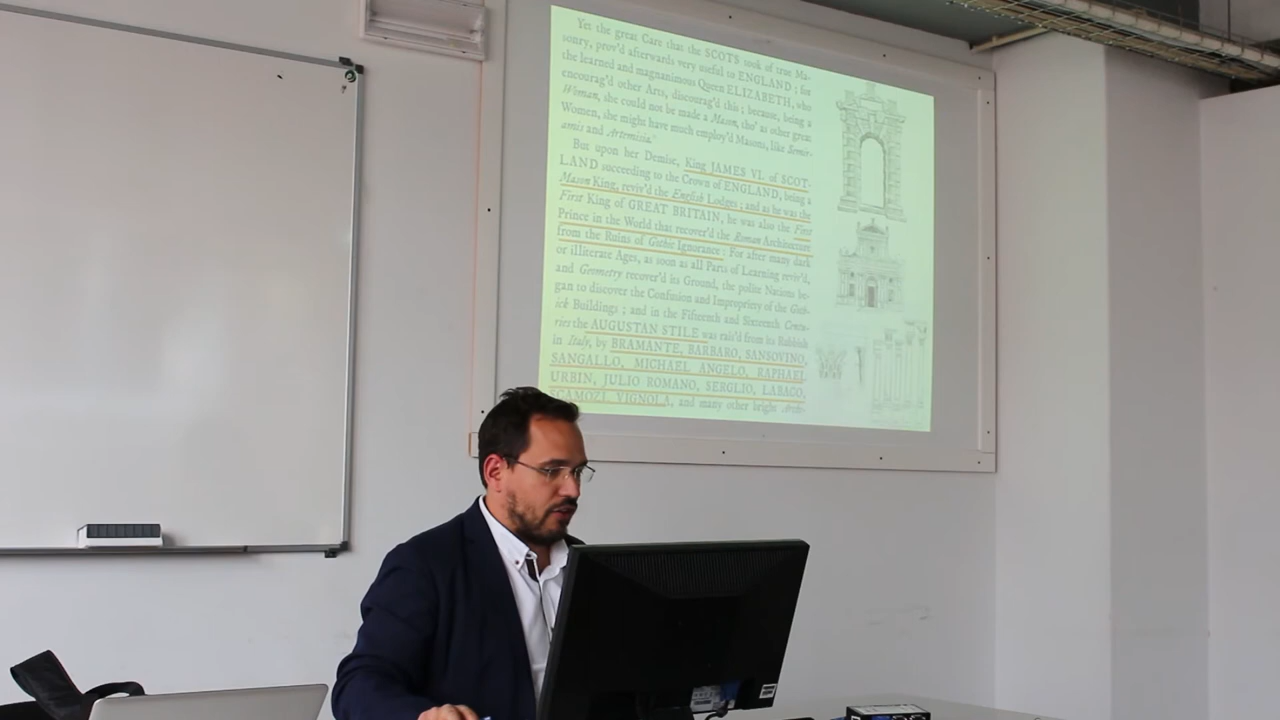 Yet the great Care that the SCOTS took of true Ma-
sonry, prov'd afterwards very useful to ENGLAND : for
the learned and magnanimous Queen ELIZABETH, who
encourag'd other Arts, discourag'd this ; because, being a
Woman, she could not be made a Mason, tho' as other great
Women, she might have much employ'd Masons, like Semir-
amis and Artemisia.
But upon her Demise, King JAMES VI. of SCOT-
LAND succeeding to the Crown of ENGLAND, being a
Mason King, reviv'd the English Lodges ; and as he was the
First King of GREAT BRITAIN, he was also the First
Prince in the World that recover'd the Roman Architecture
from the Ruins of Gothic Ignorance : For after many dark
or illiterate Ages, as soon as all Parts of Learning reviv'd,
and Geometry recover'd its Ground, the polite Nations be-
gan to discover the Confusion and Impropriety of the Goth-
ick Buildings ; and in the Fifteenth and Sixteenth Centu-
ries the AUGUSTAN STILE was rais'd from its Rubbish
in Italy, by BRAMANTE, BARBARO, SANSOVINO,
SANGALLO, MICHAEL ANGELO, RAPHAEL
URBIN, JULIO ROMANO, SERGLIO, LABACO,
SCAMOZI, VIGNOLA, and many other bright Archi-